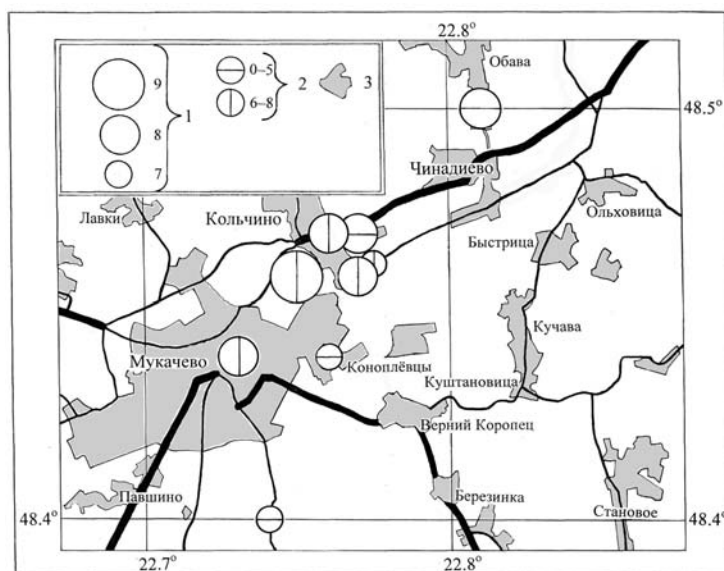 22.8°
Обава
48.5°
9
8
7
1
0–5
6–8
2
3
Чинадиево
Лавки
Кольчино
Ольховица
Быстрица
Кучава
Мукачево
Коноплёвцы
Куштановица
Верний Коропец
Павшино
Березинка
Становое
48.4°
48.4°
22.7°
22.8°